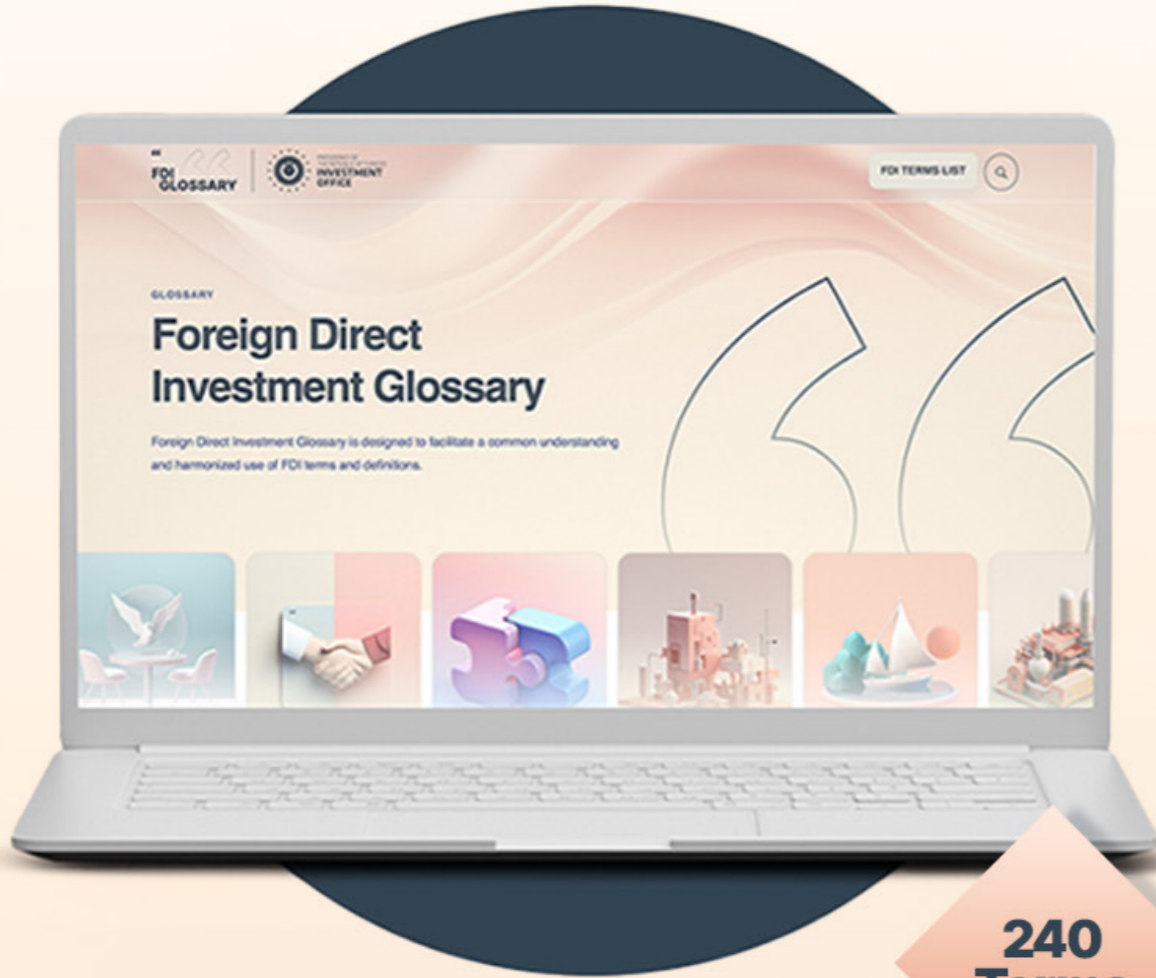 FDI
GLOSSARY
INVESTMENT
OFFICE
FDI TERMS LIST
GLOSSARY
Foreign Direct
Investment Glossary
Foreign Direct Investment Glossary is designed to facilitate a common understanding
and harmonized use of FDI terms and definitions.
240
Terms